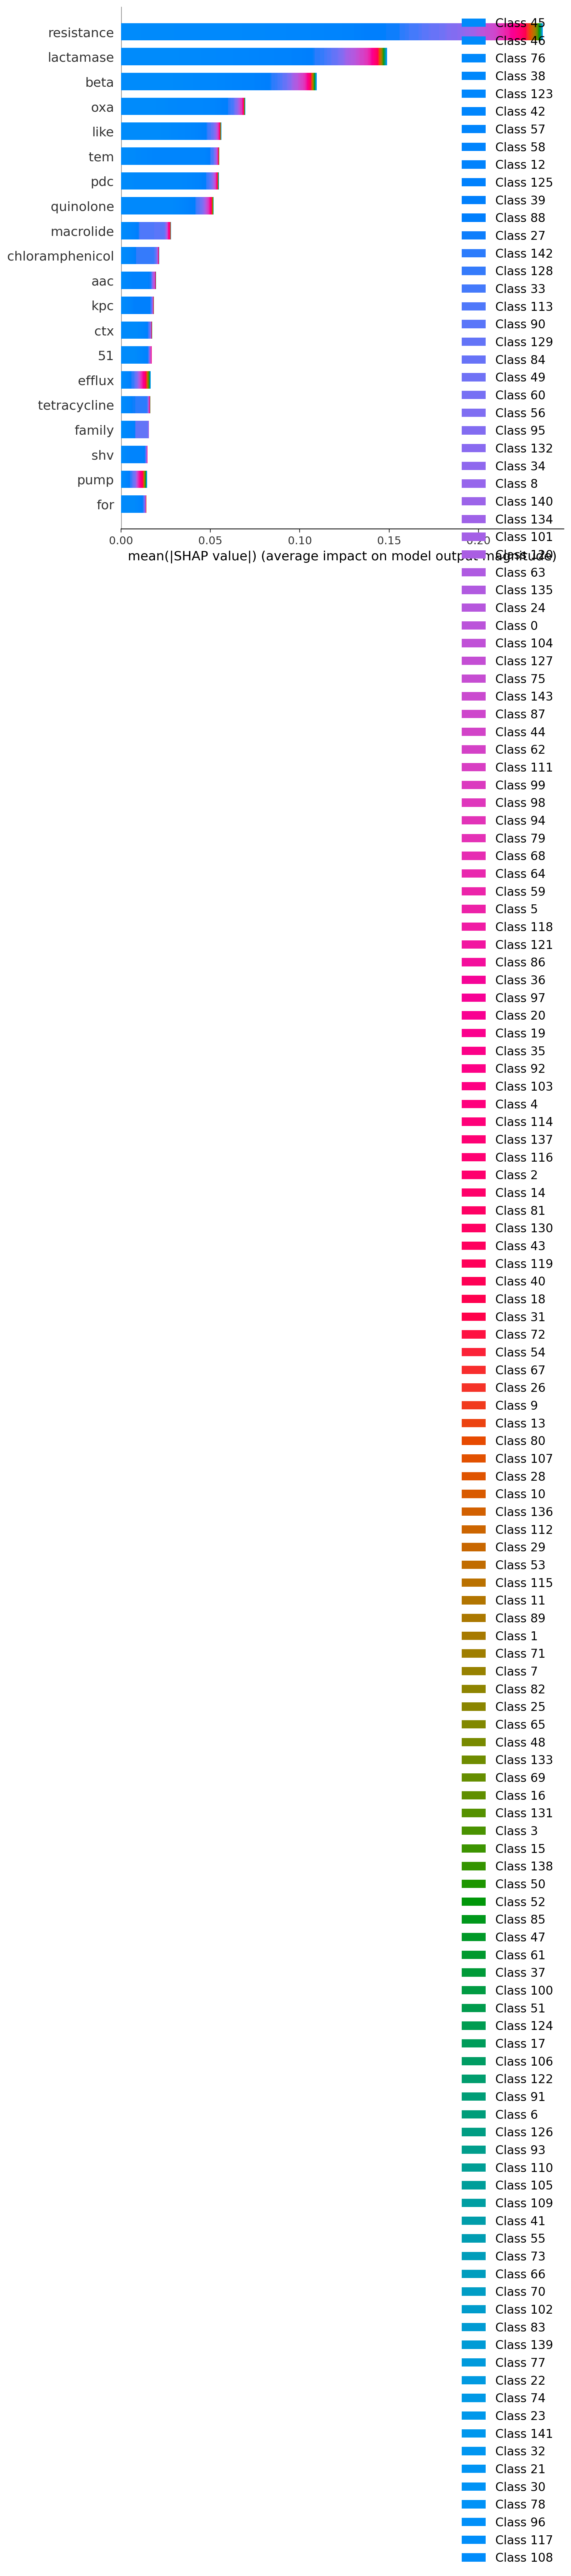 resistance
lactamase
beta
oxa
like
tem
pdc
quinolone
macrolide
chloramphenicol
aac
kpc
ctx
51
efflux
tetracycline
family
shv
pump
for
0.00 0.05 0.10 0.15 0.20
mean(|SHAP value|) (average impact on model output magnitude)
Class 45
Class 46
Class 76
Class 38
Class 123
Class 42
Class 57
Class 58
Class 12
Class 125
Class 39
Class 88
Class 27
Class 142
Class 128
Class 33
Class 113
Class 90
Class 129
Class 84
Class 49
Class 60
Class 56
Class 95
Class 132
Class 34
Class 8
Class 140
Class 134
Class 101
Class 120
Class 63
Class 135
Class 24
Class 0
Class 104
Class 127
Class 75
Class 143
Class 87
Class 44
Class 62
Class 111
Class 99
Class 98
Class 94
Class 79
Class 68
Class 64
Class 59
Class 5
Class 118
Class 121
Class 86
Class 36
Class 97
Class 20
Class 19
Class 35
Class 92
Class 103
Class 4
Class 114
Class 137
Class 116
Class 2
Class 14
Class 81
Class 130
Class 43
Class 119
Class 40
Class 18
Class 31
Class 72
Class 54
Class 67
Class 26
Class 9
Class 13
Class 80
Class 107
Class 28
Class 10
Class 136
Class 112
Class 29
Class 53
Class 115
Class 11
Class 89
Class 1
Class 71
Class 7
Class 82
Class 25
Class 65
Class 48
Class 133
Class 69
Class 16
Class 131
Class 3
Class 15
Class 138
Class 50
Class 52
Class 85
Class 47
Class 61
Class 37
Class 100
Class 51
Class 124
Class 17
Class 106
Class 122
Class 91
Class 6
Class 126
Class 93
Class 110
Class 105
Class 109
Class 41
Class 55
Class 73
Class 66
Class 70
Class 102
Class 83
Class 139
Class 77
Class 22
Class 74
Class 23
Class 141
Class 32
Class 21
Class 30
Class 78
Class 96
Class 117
Class 108